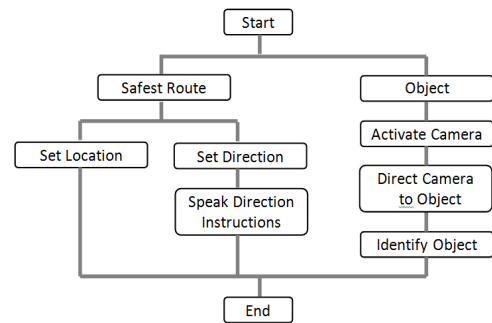 Start
Safest Route
Object
Set Location
Set Direction
Activate Camera
Speak Direction
Instructions
Direct Camera
to Object
Identify Object
End